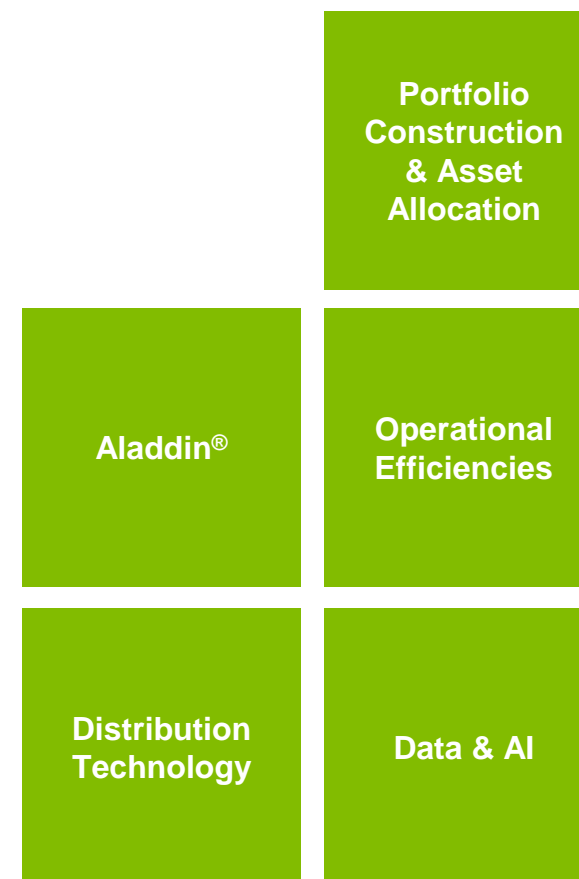 Portfolio
Construction
& Asset
Allocation
Aladdin®
Operational
Efficiencies
Distribution
Technology
Data & AI